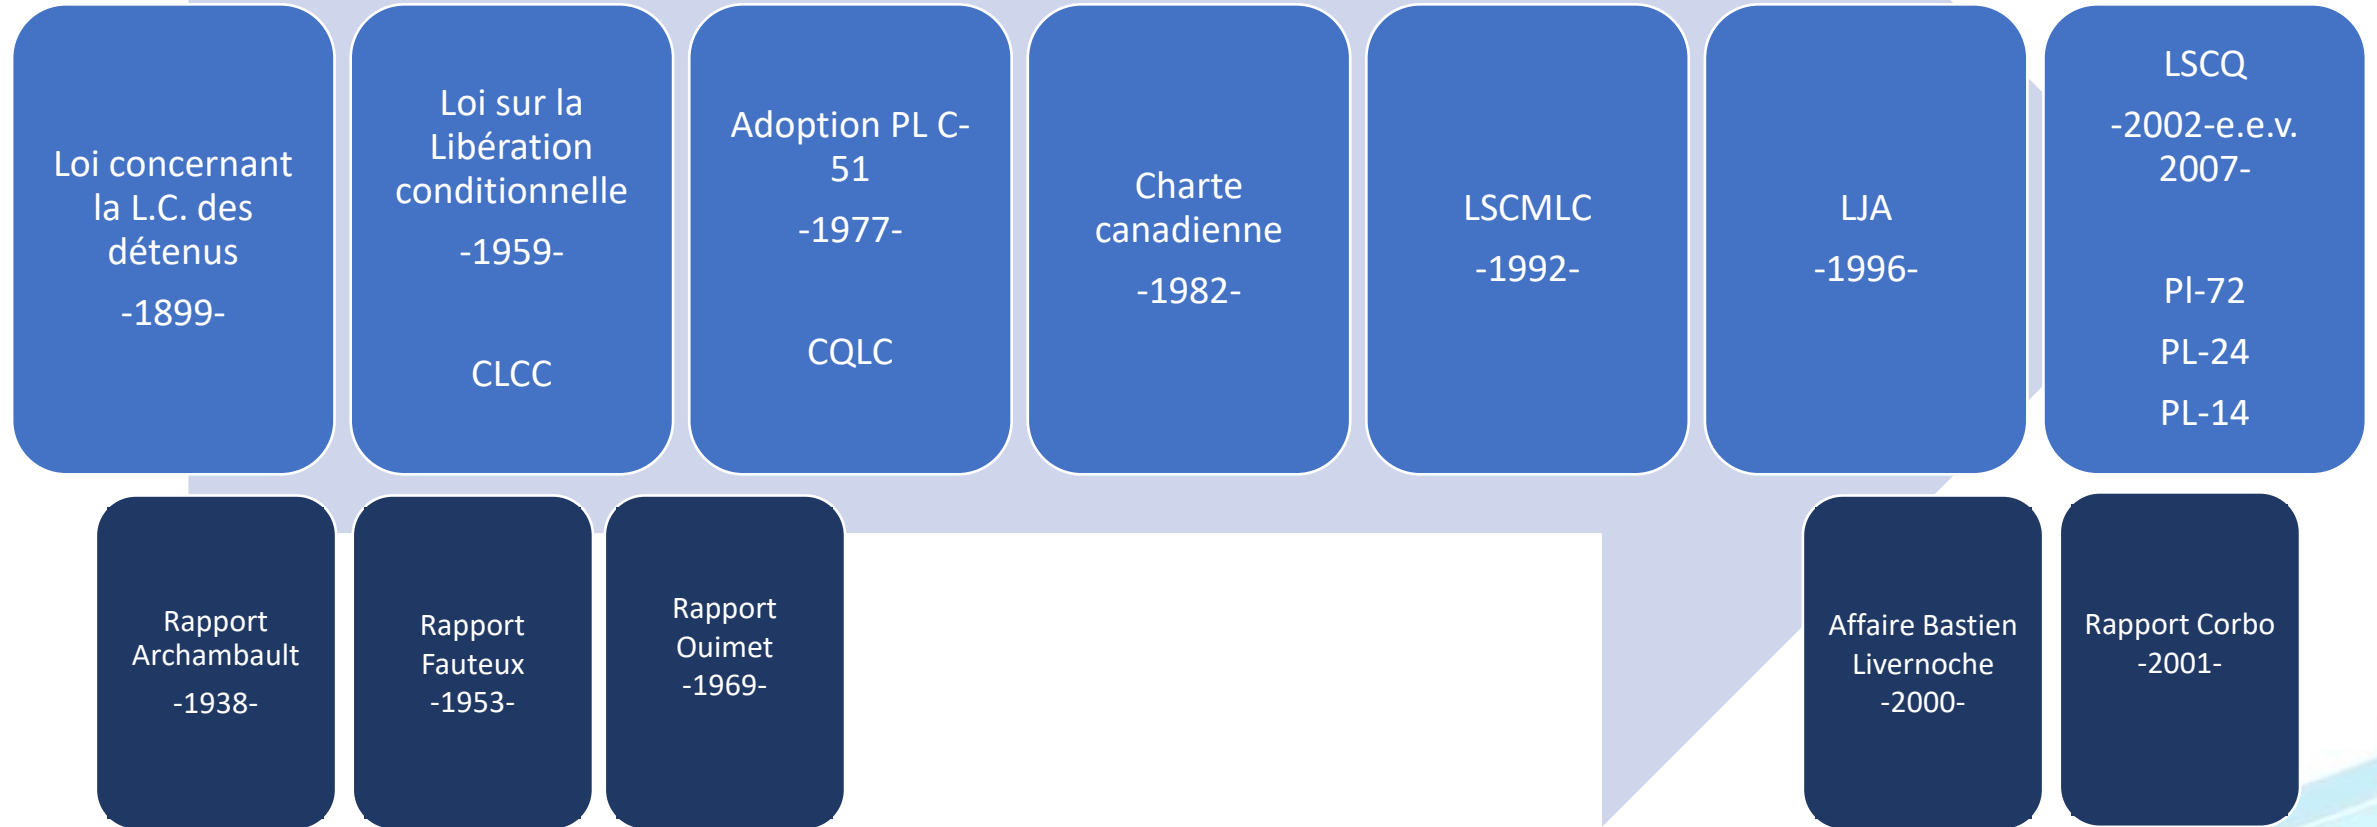 Loi concernant
la L.C. des
détenus
-1899-
Loi sur la
Libération
conditionnelle
-1959-
CLCC
Adoption PL C-
51
-1977-
CQLC
Charte
canadienne
-1982-
LSCMLC
-1992-
LJA
-1996-
LSCQ
-2002-e.e.v.
2007-
Pl-72
PL-24
PL-14
Rapport
Archambault
-1938-
Rapport
Fauteux
-1953-
Rapport
Ouimet
-1969-
Affaire Bastien
Livernoche
-2000-
Rapport Corbo
-2001-